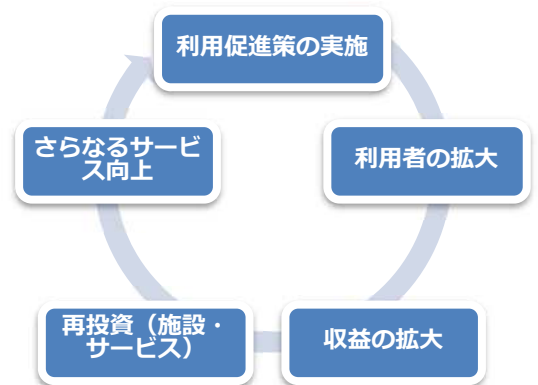 利用促進策の実施
利用者の拡大
収益の拡大
再投資（施設・
サービス）
さらなるサービ
ス向上